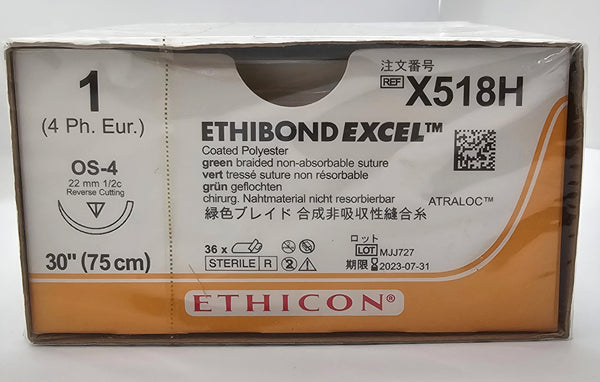 1
(4 Ph. Eur.)
OS-4
22 mm 1/2c
Reverse Cutting
30" (75 cm)
注文番号
REF X518H
ETHIBOND EXCEL™
Coated Polyester
green braided non-absorbable suture
vert tressé suture non résorbable
grün geflochten
chirurg. Nahtmaterial nicht resorbierbar
ATRALOC™
緑色ブレイド 合成非吸収性縫合糸
36 x
STERILE R
2
ロット
LOT MJJ727
期限 2023-07-31
ETHICON®